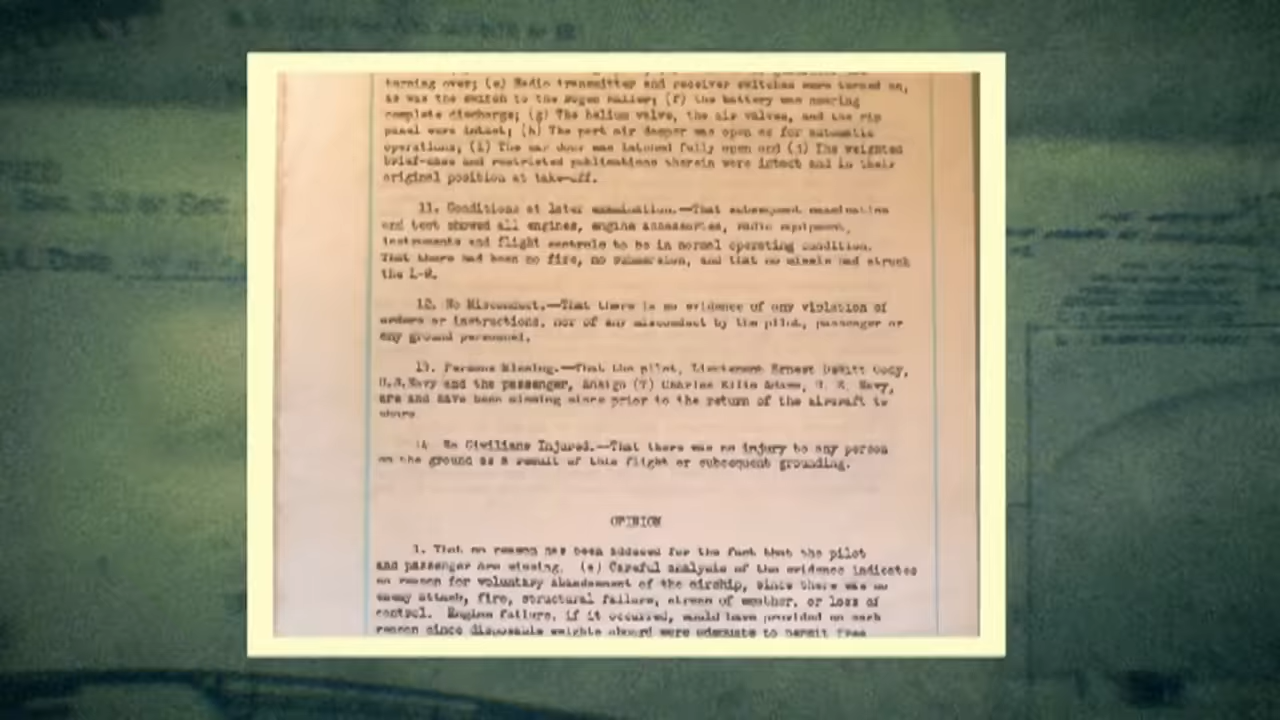 turning over; (e) Radio transmitter and receiver switches were turned on,
as was the switch to the Bogen hailer; (f) the battery was nearing
complete discharge; (g) The helium valve, the air valves, and the rip
panel were intact; (h) The port air damper was open as for automatic
operations; (i) The car door was latched fully open and (j) The weighted
brief-case and restricted publications therein were intact and in their
original position at take-off.
11. Conditions at later examination.—That subsequent examination
and test showed all engines, engine accessories, radio equipment,
instruments and flight controls to be in normal operating condition.
That there had been no fire, no submersion, and that no missle had struck
the L-8.
12. No Misconduct.—That there is no evidence of any violation of
orders or instructions, nor of any misconduct by the pilot, passenger or
any ground personnel.
13. Persons Missing.—That the pilot, Lieutenant Ernest DeWitt Cody,
U.S.Navy and the passenger, Ensign (T) Charles Ellis Adams, U. S. Navy,
are and have been missing since prior to the return of the aircraft to
shore.
14. No Civilians Injured.—That there was no injury to any person
on the ground as a result of this flight or subsequent grounding.
OPINION
1. That no reason has been adduced for the fact that the pilot
and passenger are missing. (a) Careful analysis of the evidence indicates
no reason for voluntary abandonment of the airship, since there was no
enemy attack, fire, structural failure, stress of weather, or loss of
control. Engine failure, if it occurred, would have provided no such
reason since disposable weights aboard were adequate to permit free